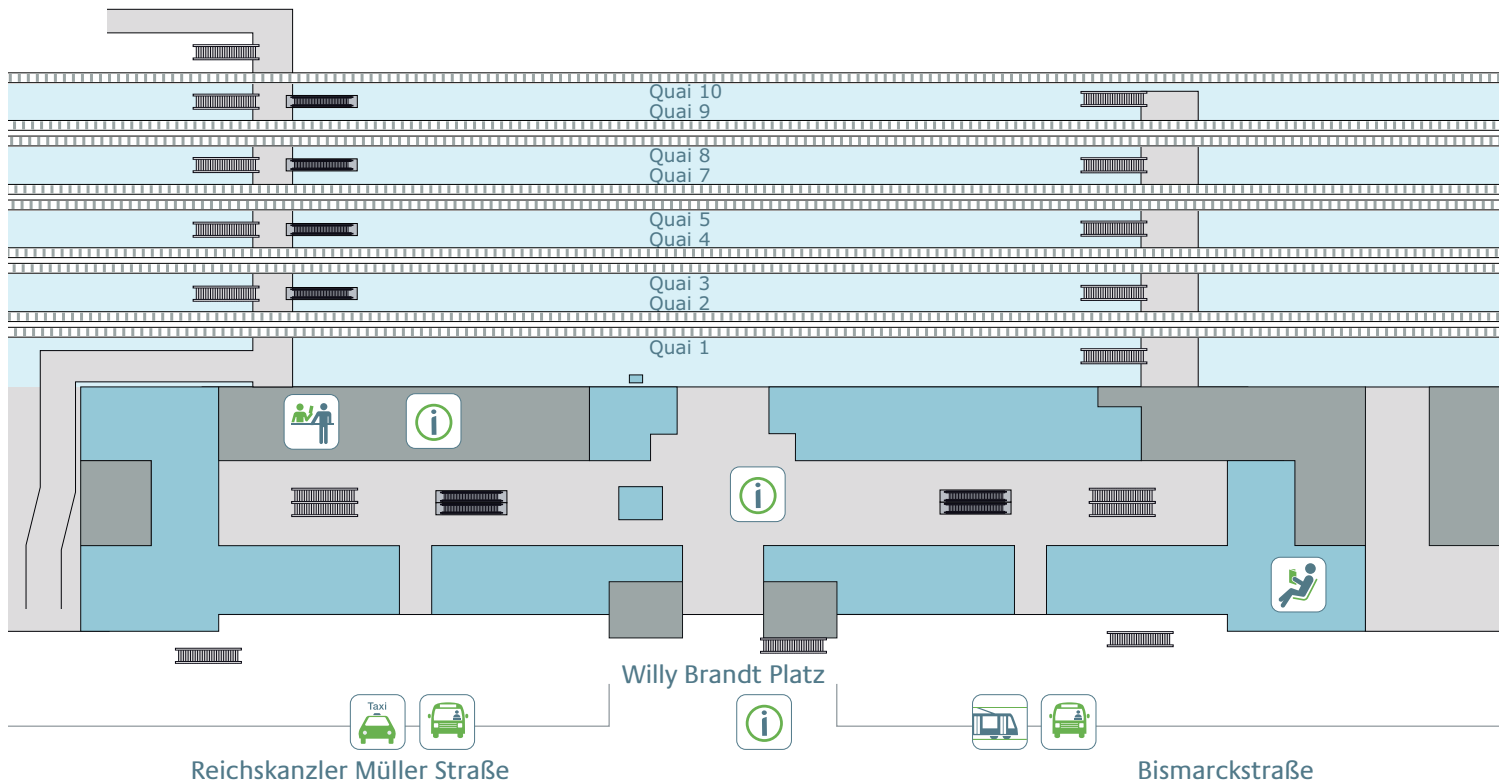 Quai 10
Quai 9
Quai 8
Quai 7
Quai 5
Quai 4
Quai 3
Quai 2
Quai 1
i
i
Willy Brandt Platz
Taxi
i
Reichskanzler Müller Straße
Bismarckstraße